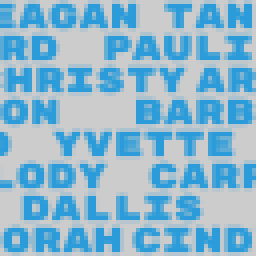 EAGAN TAN
RD PAULI
HRISTY AR
ON BARB
YVETTE
LODY CARR
DALLIS
ORAH CIND